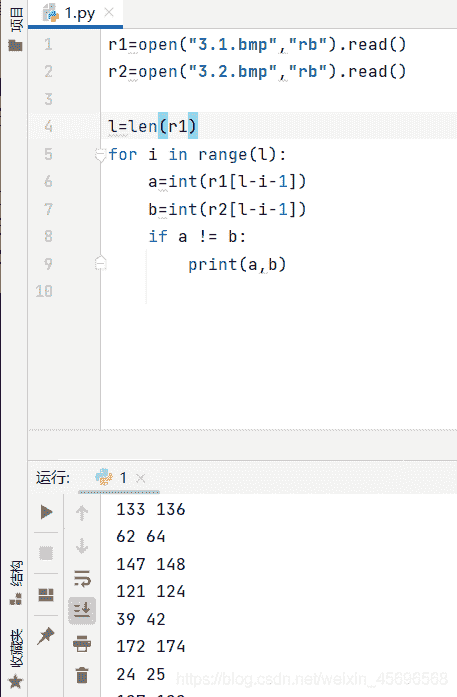 项目
1.py
1 r1=open("3.1.bmp","rb").read()
2 r2=open("3.2.bmp","rb").read()
3
4 l=len(r1)
5 for i in range(l):
6 a=int(r1[l-i-1])
7 b=int(r2[l-i-1])
8 if a != b:
9 print(a,b)
10
运行: 1
133 136
62 64
147 148
121 124
39 42
172 174
24 25
结构
收藏夹
https://blog.csdn.net/weixin_45696568